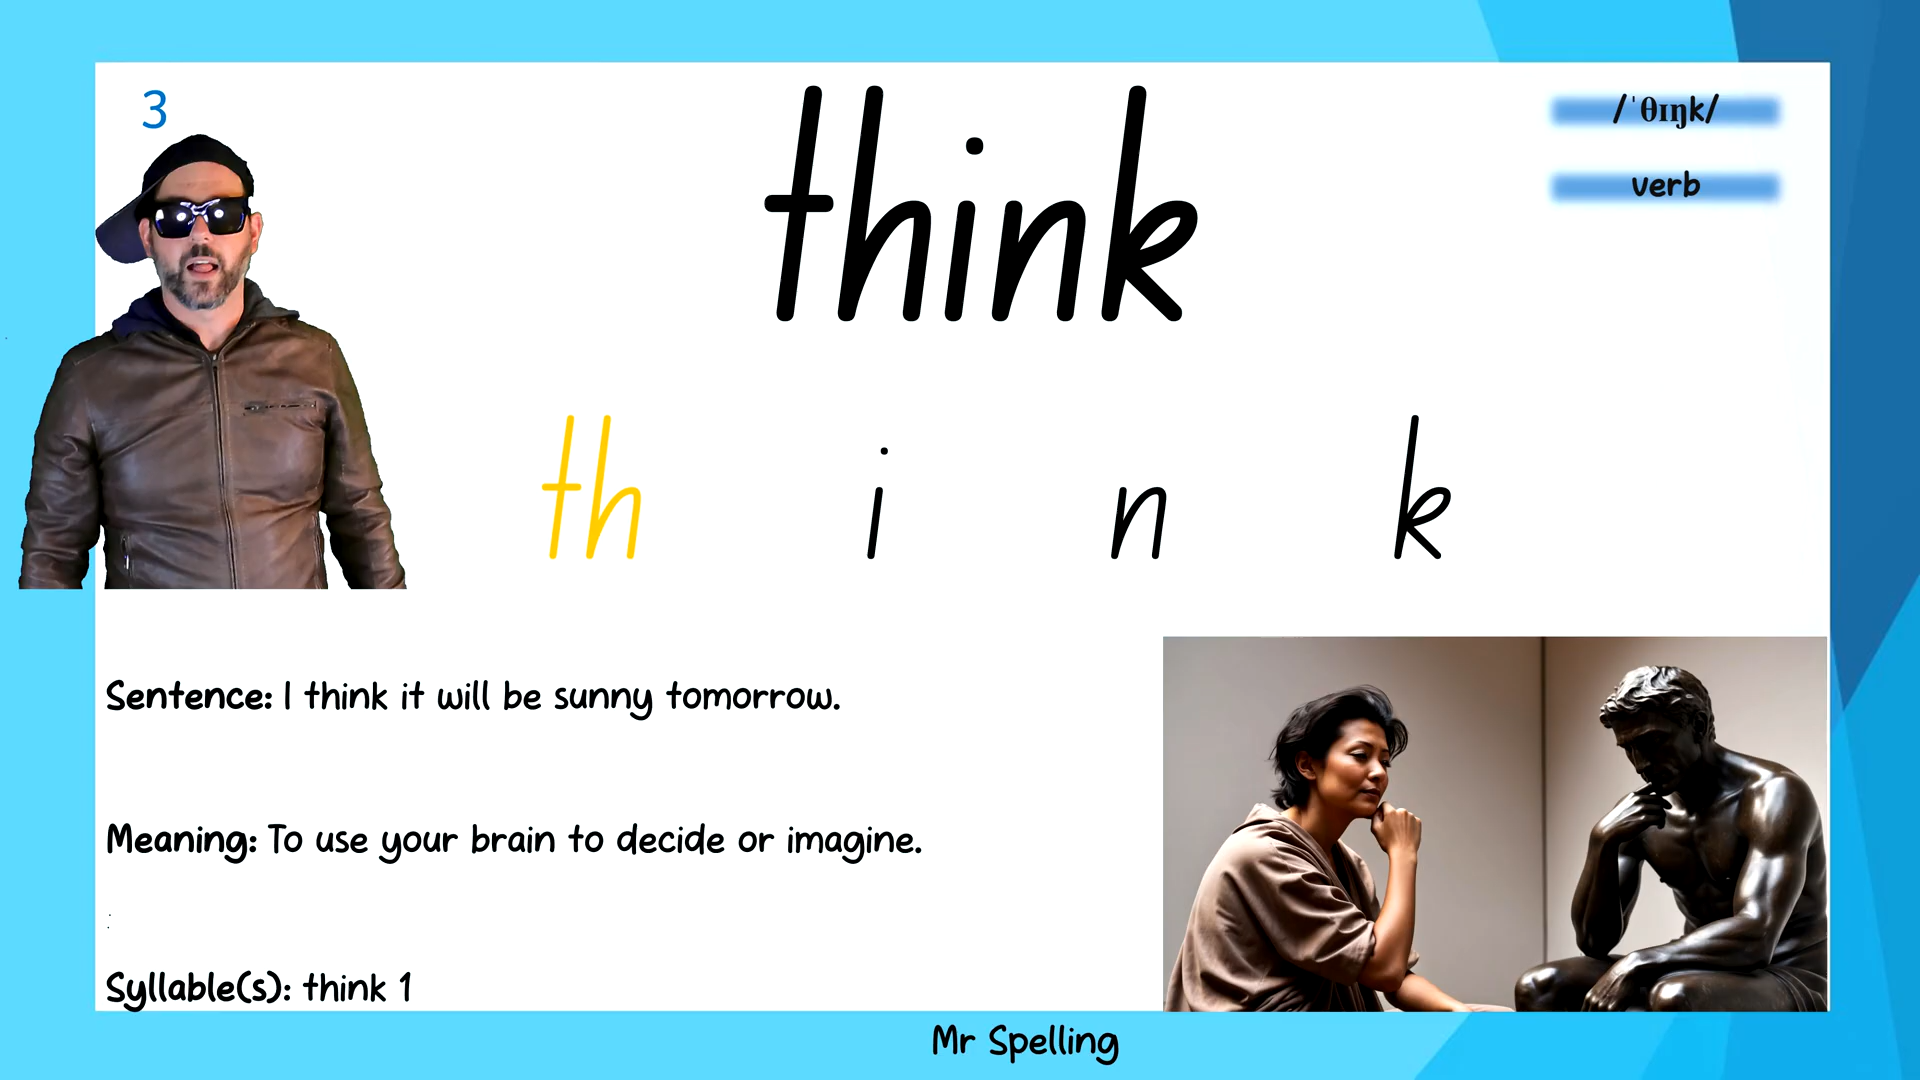 3
think
/ˈθɪŋk/
verb
th i n k
Sentence: I think it will be sunny tomorrow.
Meaning: To use your brain to decide or imagine.
Syllable(s): think 1
Mr Spelling